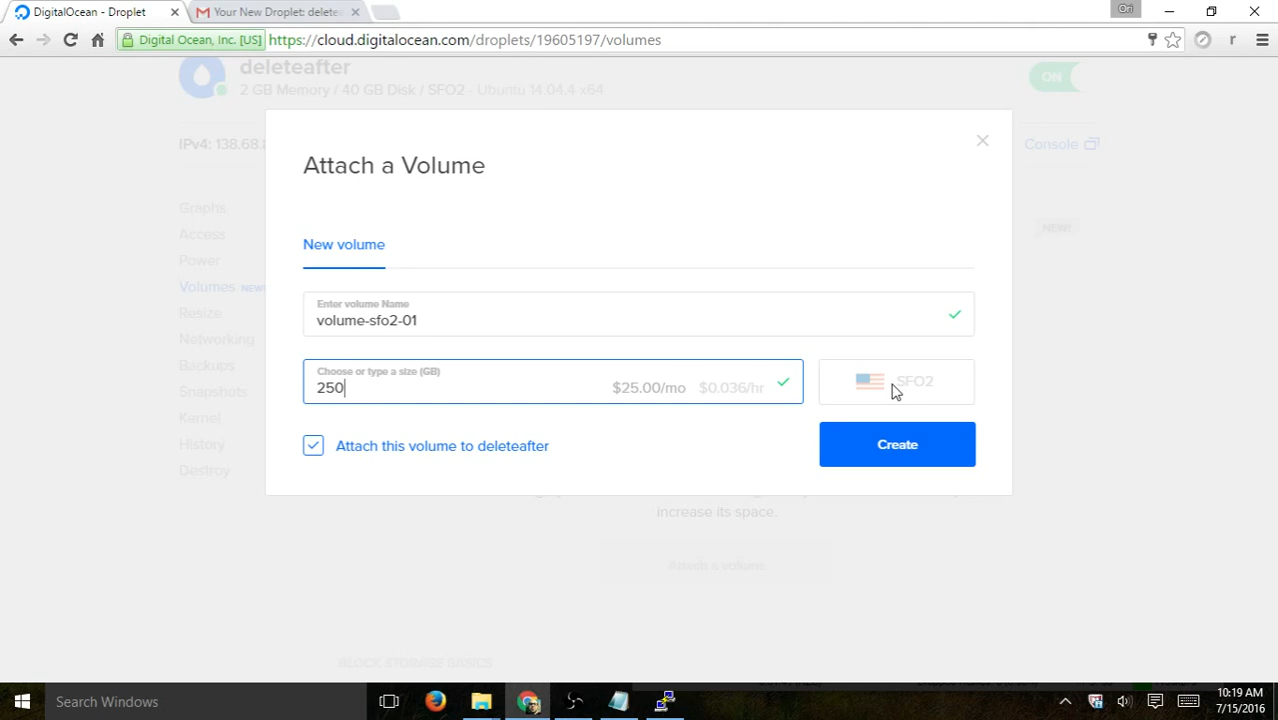 DigitalOcean - Droplet
Your New Droplet: delete
Ori
Digital Ocean, Inc. [US]
https://cloud.digitalocean.com/droplets/19605197/volumes
r
deleteafter
2 GB Memory / 40 GB Disk / SFO2 - Ubuntu 14.04.4 x64
ON
IPv4: 138.68.
Console
Attach a Volume
Graphs
Access
Power
Volumes NEW!
Resize
Networking
Backups
Snapshots
Kernel
History
Destroy
NEW!
New volume
Enter volume Name
volume-sfo2-01
Choose or type a size (GB)
250
$25.00/mo
$0.036/hr
SFO2
Attach this volume to deleteafter
Create
increase its space.
Attach a volume
BLOCK STORAGE BASICS
Search Windows
10:19 AM
7/15/2016